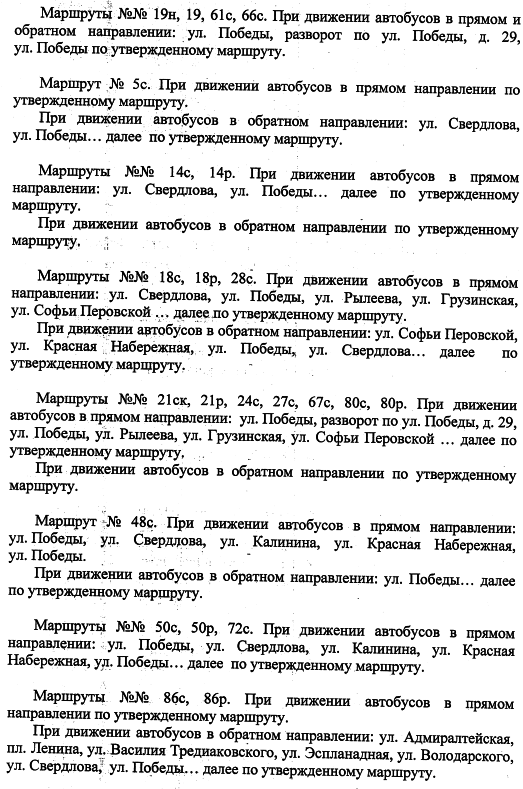 Маршруты №№ 19н, 19, 61с, 66с. При движении автобусов в прямом и
обратном направлении: ул. Победы, разворот по ул. Победы, д. 29,
ул. Победы по утвержденному маршруту.
Маршрут № 5с. При движении автобусов в прямом направлении по
утвержденному маршруту.
При движении автобусов в обратном направлении: ул. Свердлова,
ул. Победы… далее по утвержденному маршруту.
Маршруты №№ 14с, 14р. При движении автобусов в прямом
направлении: ул. Свердлова, ул. Победы… далее по утвержденному
маршруту.
При движении автобусов в обратном направлении по утвержденному
маршруту.
Маршруты №№ 18с, 18р, 28с. При движении автобусов в прямом
направлении: ул. Свердлова, ул. Победы, ул. Рылеева, ул. Грузинская,
ул. Софьи Перовской … далее по утвержденному маршруту.
При движении автобусов в обратном направлении: ул. Софьи Перовской,
ул. Красная Набережная, ул. Победы, ул. Свердлова… далее по
утвержденному маршруту.
Маршруты №№ 21ск, 21р, 24с, 27с, 67с, 80с, 80р. При движении
автобусов в прямом направлении: ул. Победы, разворот по ул. Победы, д. 29,
ул. Победы, ул. Рылеева, ул. Грузинская, ул. Софьи Перовской … далее по
утвержденному маршруту.
При движении автобусов в обратном направлении по утвержденному
маршруту.
Маршрут № 48с. При движении автобусов в прямом направлении:
ул. Победы, ул. Свердлова, ул. Калинина, ул. Красная Набережная,
ул. Победы.
При движении автобусов в обратном направлении: ул. Победы… далее
по утвержденному маршруту.
Маршруты №№ 50с, 50р, 72с. При движении автобусов в прямом
направлении: ул. Победы, ул. Свердлова, ул. Калинина, ул. Красная
Набережная, ул. Победы… далее по утвержденному маршруту.
Маршруты №№ 86с, 86р. При движении автобусов в прямом
направлении по утвержденному маршруту.
При движении автобусов в обратном направлении: ул. Адмиралтейская,
пл. Ленина, ул. Василия Тредиаковского, ул. Эспланадная, ул. Володарского,
ул. Свердлова, ул. Победы… далее по утвержденному маршруту.